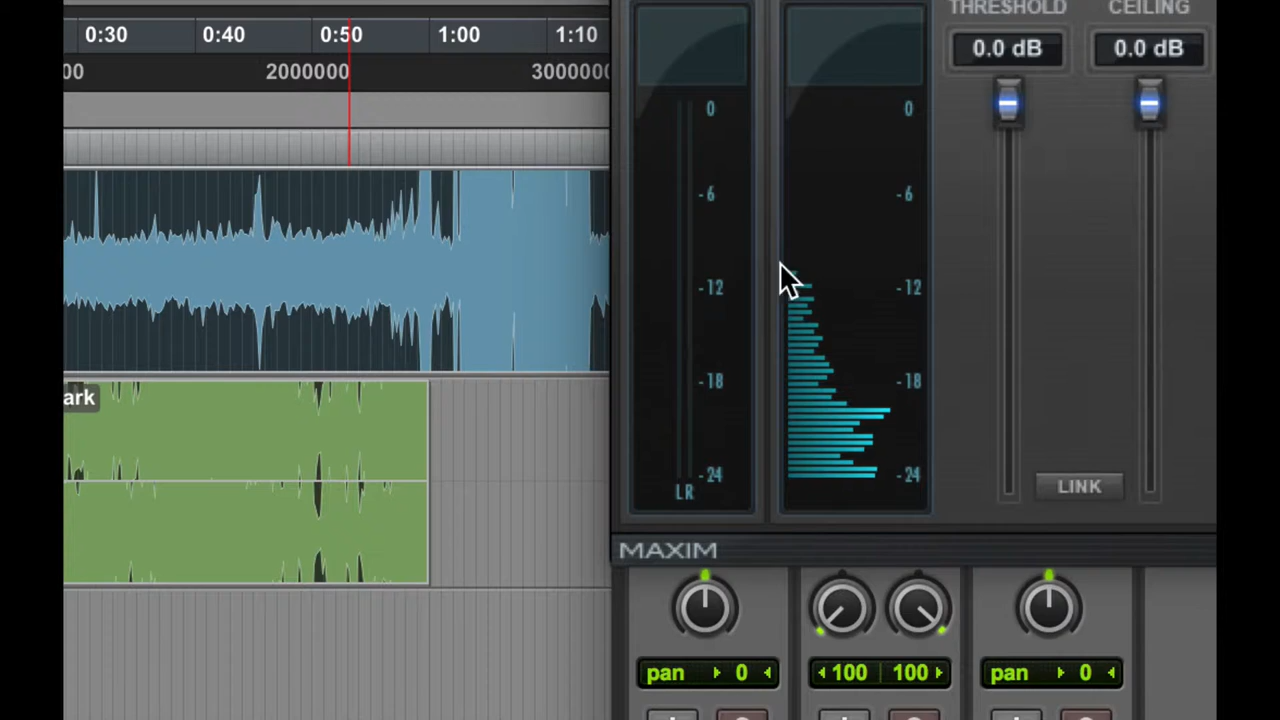 0:30 0:40 0:50 1:00 1:10
00 2000000 3000000
ark
THRESHOLD CEILING
0.0 dB 0.0 dB
0 0
-6 -6
-12 -12
-18 -18
-24 -24
LR
LINK
MAXIM
pan 0 100 100 pan 0